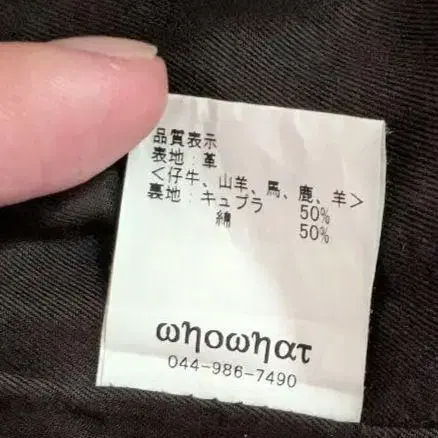 品質表示
表地：革
＜仔牛、山羊、馬、鹿、羊＞
裏地：キュプラ 50%
綿 50%
ωhoωhατ
044-986-7490